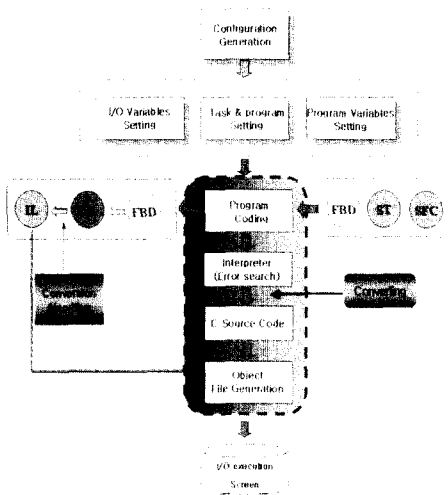 Configuration
Generation
I/O Variables
Setting
Task & program
Setting
Program Variables
Setting
IL
FBD
Program
Coding
FBD
ST
SFC
Interpreter
(Error search)
Converting
C Source Code
Object
File Generation
I/O execution
Screen